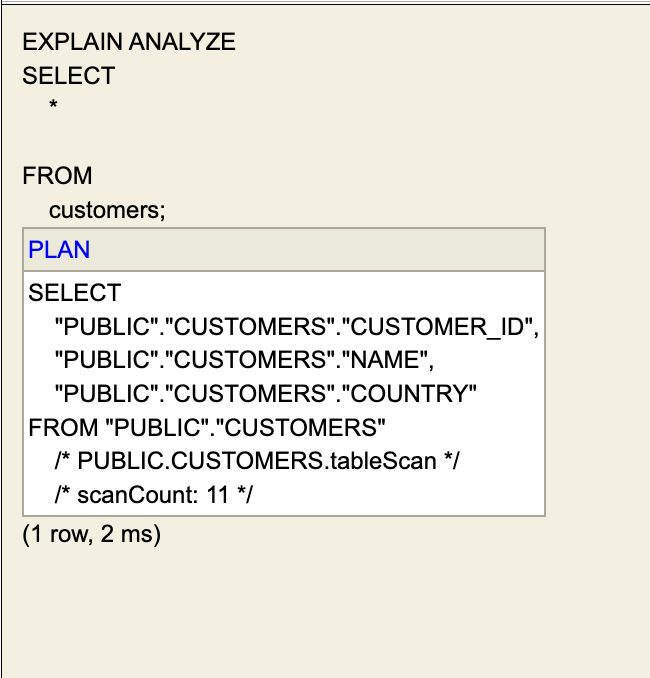 EXPLAIN ANALYZE
SELECT
*
FROM
customers;
PLAN
SELECT
"PUBLIC"."CUSTOMERS"."CUSTOMER_ID",
"PUBLIC"."CUSTOMERS"."NAME",
"PUBLIC"."CUSTOMERS"."COUNTRY"
FROM "PUBLIC"."CUSTOMERS"
/* PUBLIC.CUSTOMERS.tableScan */
/* scanCount: 11 */
(1 row, 2 ms)